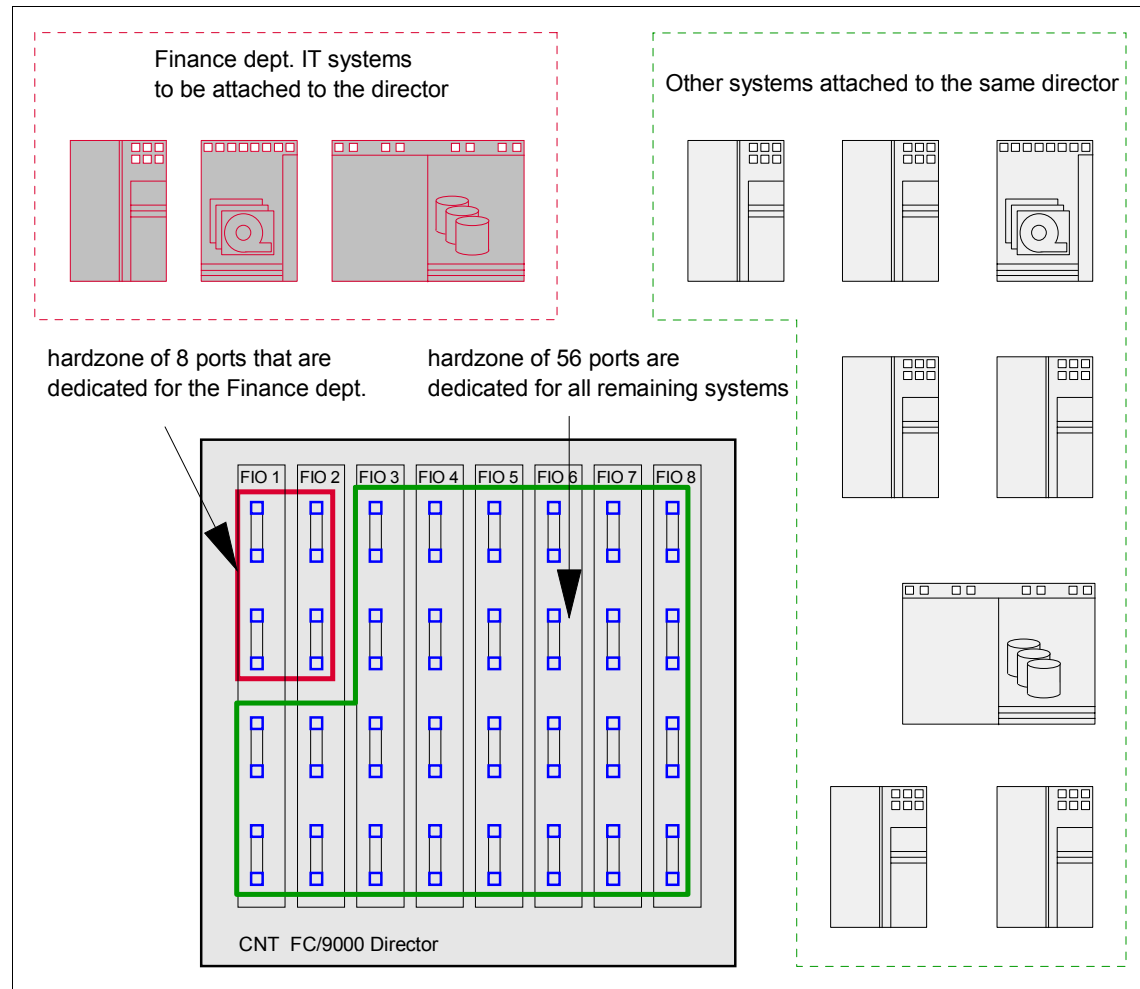 Finance dept. IT systems
to be attached to the director
Other systems attached to the same director
hardzone of 8 ports that are
dedicated for the Finance dept.
hardzone of 56 ports are
dedicated for all remaining systems
FIO 1 FIO 2 FIO 3 FIO 4 FIO 5 FIO 6 FIO 7 FIO 8
CNT FC/9000 Director